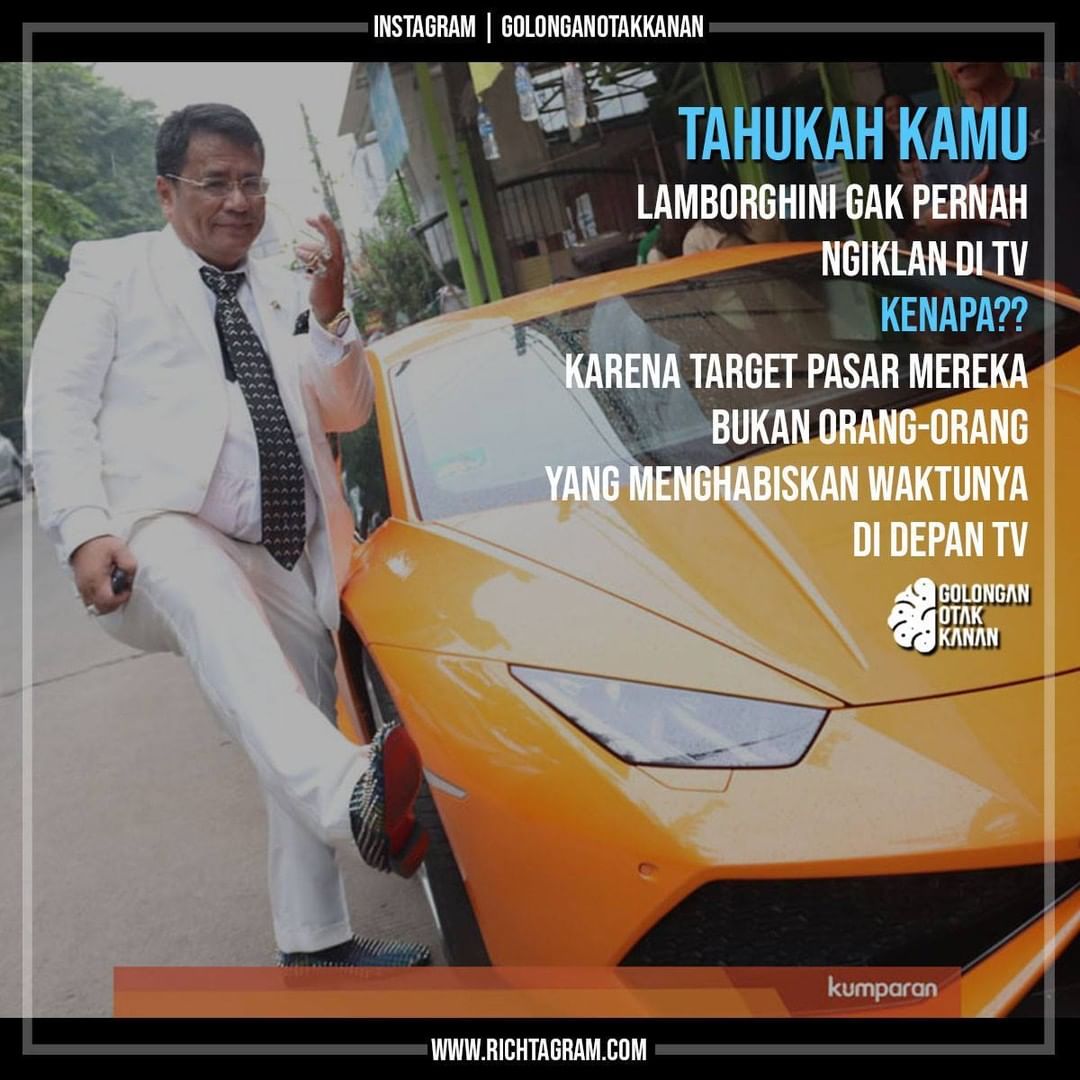 INSTAGRAM | GOLONGANOTAKKANAN
TAHUKAH KAMU
LAMBORGHINI GAK PERNAH
NGIKLAN DI TV
KENAPA??
KARENA TARGET PASAR MEREKA
BUKAN ORANG-ORANG
YANG MENGHABISKAN WAKTUNYA
DI DEPAN TV
GOLONGAN
OTAK
KANAN
kumparan
WWW.RICHTAGRAM.COM